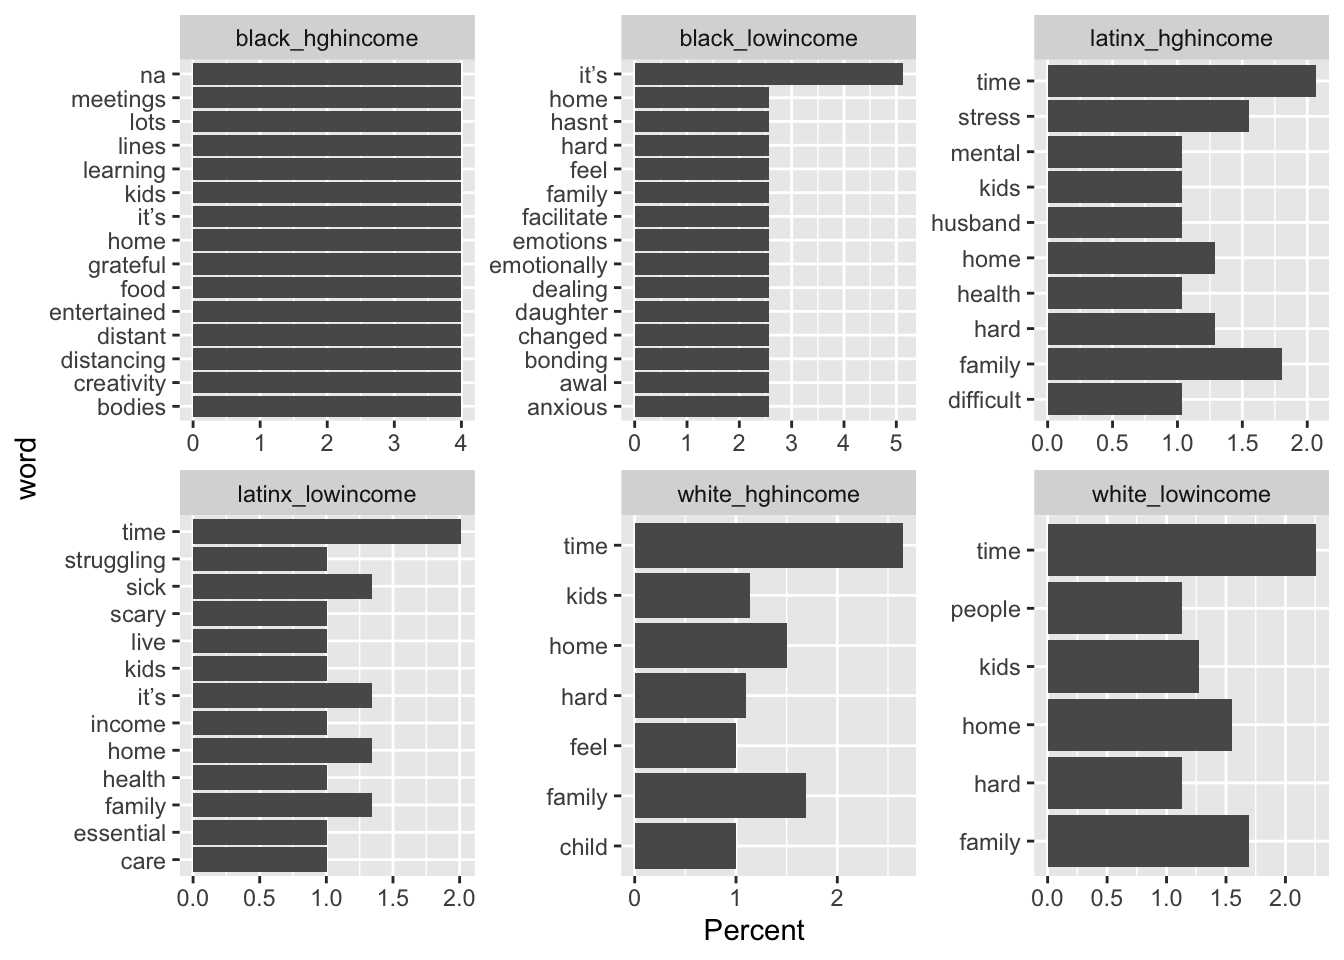 black_hghincome
na
meetings
lots
lines
learning
kids
it’s
home
grateful
food
entertained
distant
distancing
creativity
bodies
0 1 2 3 4
black_lowincome
it’s
home
hasnt
hard
feel
family
facilitate
emotions
emotionally
dealing
daughter
changed
bonding
awal
anxious
0 1 2 3 4 5
latinx_hghincome
time
stress
mental
kids
husband
home
health
hard
family
difficult
0.0 0.5 1.0 1.5 2.0
word
latinx_lowincome
time
struggling
sick
scary
live
kids
it’s
income
home
health
family
essential
care
0.0 0.5 1.0 1.5 2.0
white_hghincome
time
kids
home
hard
feel
family
child
0 1 2
white_lowincome
time
people
kids
home
hard
family
0.0 0.5 1.0 1.5 2.0
Percent